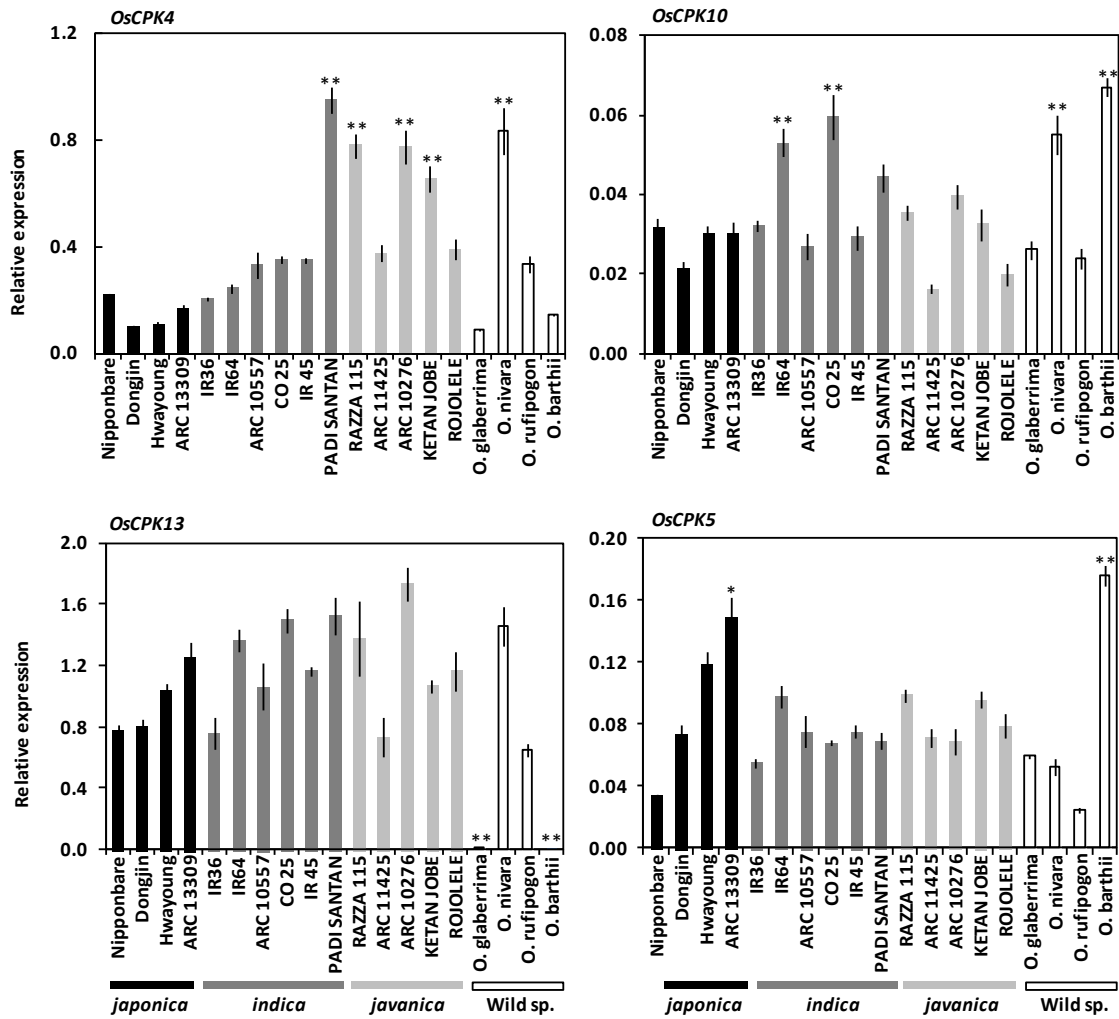 OsCPK4
Relative expression
1.2
0.8
0.4
0.0
** ** ** ** **
Nipponbare
Dongjin
Hwayoung
ARC 13309
IR36
IR64
ARC 10557
CO 25
IR 45
PADI SANTAN
RAZZA 115
ARC 11425
ARC 10276
KETAN JOBE
ROJOLELE
O. glaberrima
O. nivara
O. rufipogon
O. barthii
OsCPK10
0.08
0.06
0.04
0.02
0.00
** ** ** **
Nipponbare
Dongjin
Hwayoung
ARC 13309
IR36
IR64
ARC 10557
CO 25
IR 45
PADI SANTAN
RAZZA 115
ARC 11425
ARC 10276
KETAN JOBE
ROJOLELE
O. glaberrima
O. nivara
O. rufipogon
O. barthii
OsCPK13
Relative expression
2.0
1.6
1.2
0.8
0.4
0.0
** **
Nipponbare
Dongjin
Hwayoung
ARC 13309
IR36
IR64
ARC 10557
CO 25
IR 45
PADI SANTAN
RAZZA 115
ARC 11425
ARC 10276
KETAN JOBE
ROJOLELE
O. glaberrima
O. nivara
O. rufipogon
O. barthii
japonica indica javanica Wild sp.
OsCPK5
0.20
0.16
0.12
0.08
0.04
0.00
* **
Nipponbare
Dongjin
Hwayoung
ARC 13309
IR36
IR64
ARC 10557
CO 25
IR 45
PADI SANTAN
RAZZA 115
ARC 11425
ARC 10276
KETAN JOBE
ROJOLELE
O. glaberrima
O. nivara
O. rufipogon
O. barthii
japonica indica javanica Wild sp.